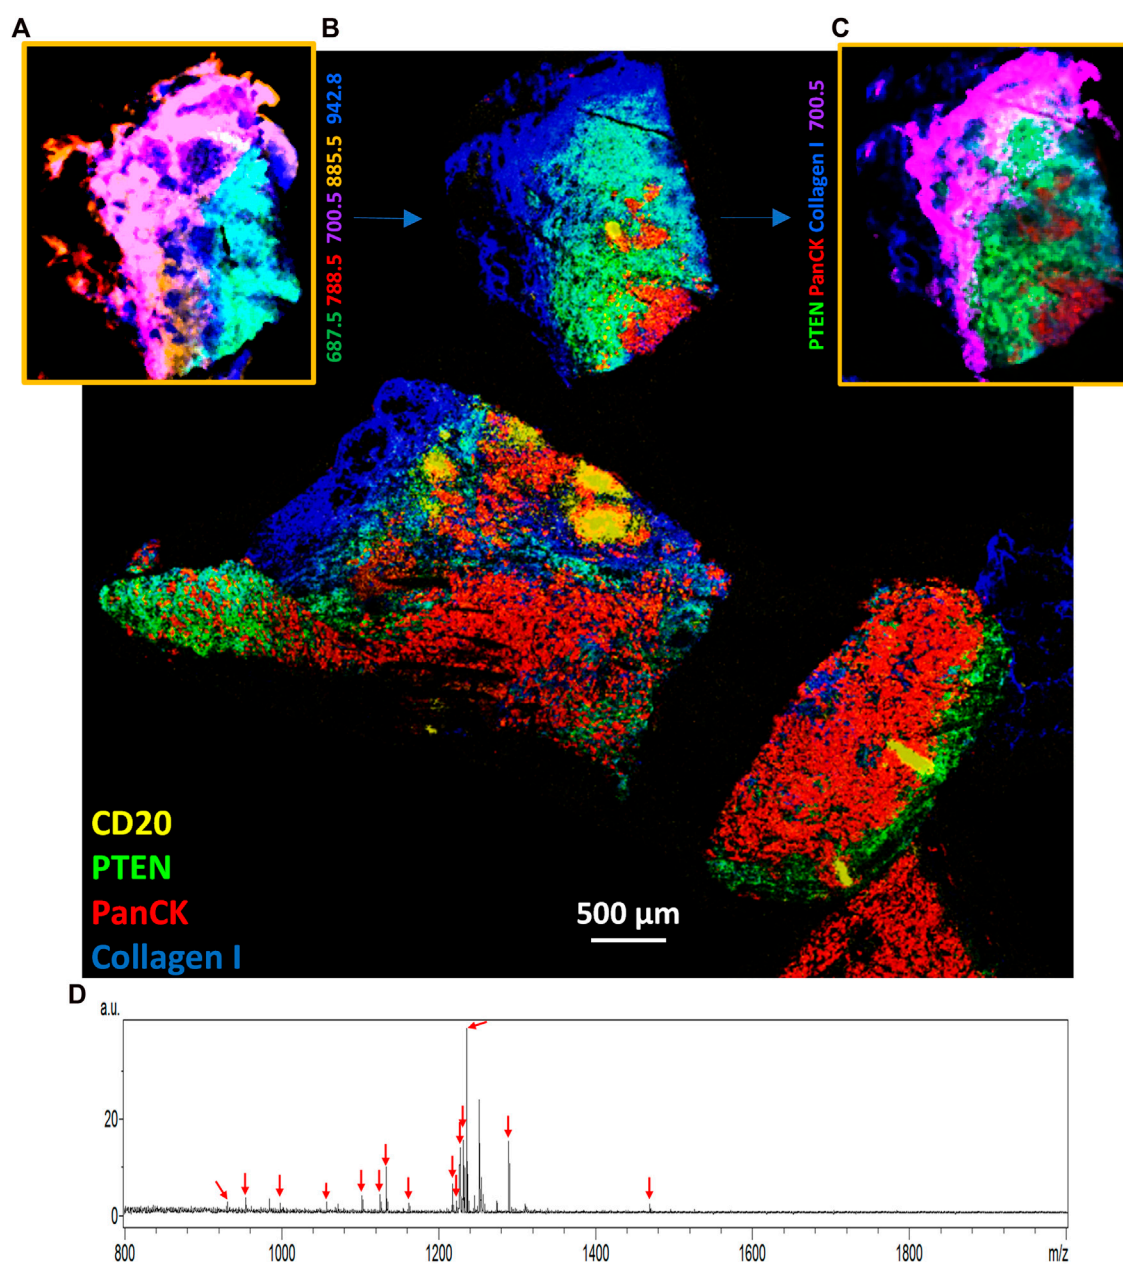 A
B
C
687.5 788.5 700.5 885.5 942.8
PTEN PanCK Collagen I 700.5
CD20
PTEN
PanCK
Collagen I
500 µm
D
a.u.
20
0
800 1000 1200 1400 1600 1800 m/z